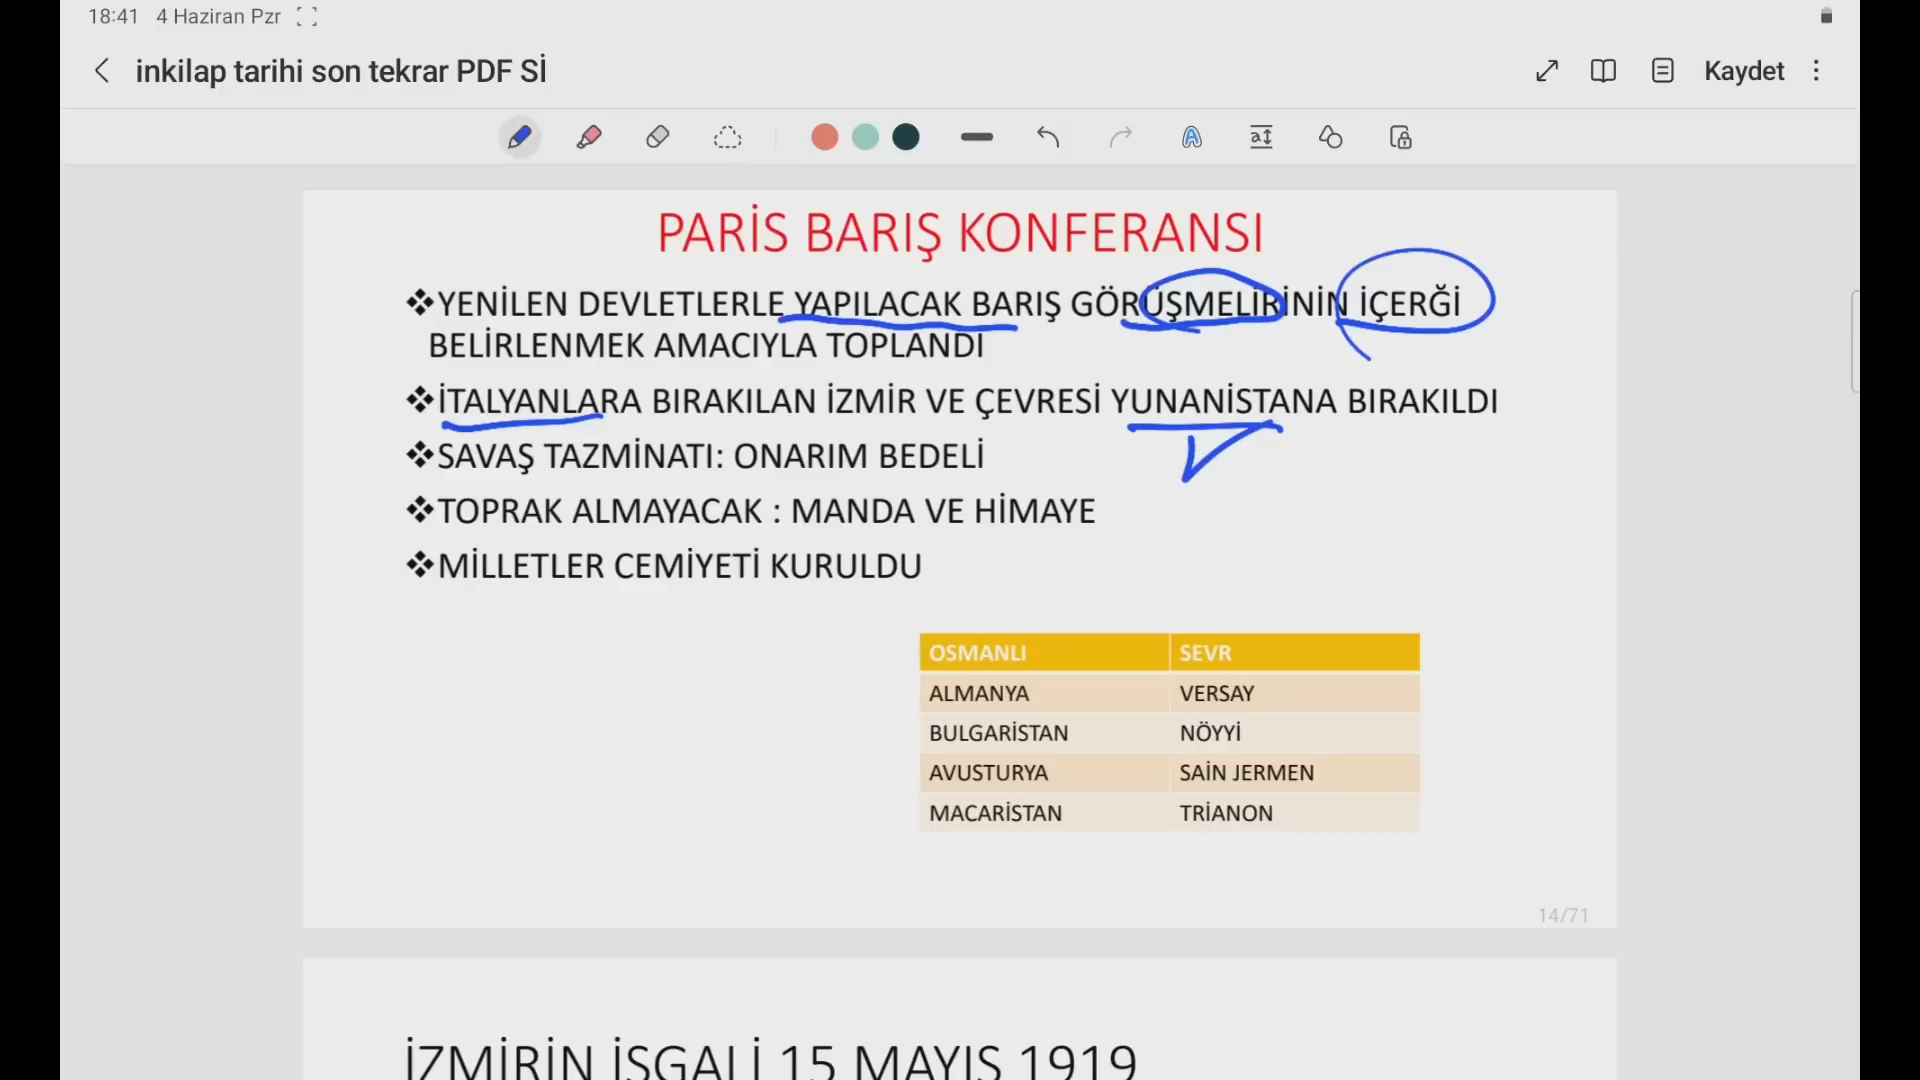 18:41 4 Haziran Pzr
inkilap tarihi son tekrar PDF Sİ
Kaydet
PARİS BARIŞ KONFERANSI
❖YENİLEN DEVLETLERLE YAPILACAK BARIŞ GÖRÜŞMELİRİNİN İÇERĞİ
BELİRLENMEK AMACIYLA TOPLANDI
❖İTALYANLARA BIRAKILAN İZMİR VE ÇEVRESİ YUNANİSTANA BIRAKILDI
❖SAVAŞ TAZMİNATI: ONARIM BEDELİ
❖TOPRAK ALMAYACAK : MANDA VE HİMAYE
❖MİLLETLER CEMİYETİ KURULDU
OSMANLI SEVR
ALMANYA VERSAY
BULGARİSTAN NÖYYİ
AVUSTURYA SAİN JERMEN
MACARİSTAN TRİANON
14/71
İZMİRİN İŞGALİ 15 MAYIS 1919